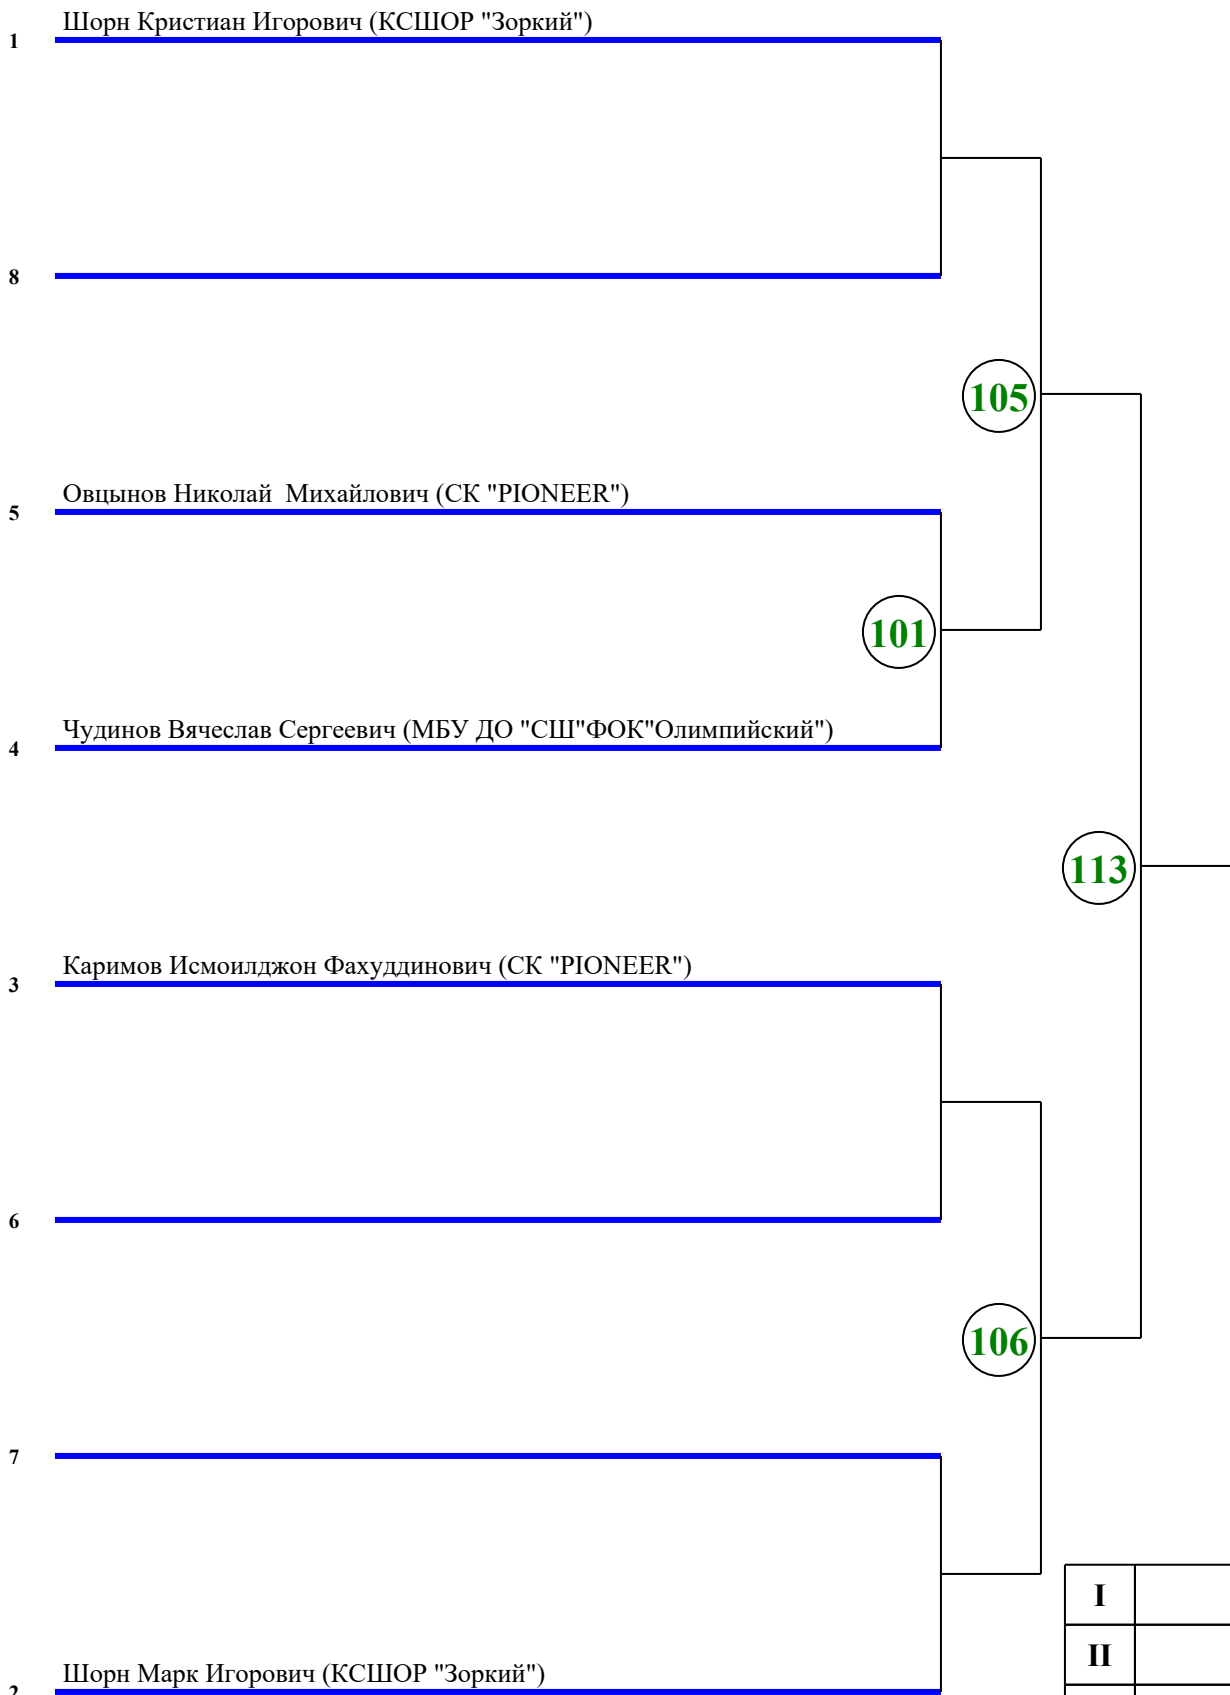 Шорн Кристиан Игорович (КСШОР "Зоркий")
1
8
105
Овцынов Николай  Михайлович (СК "PIONEER")
5
101
Чудинов Вячеслав Сергеевич (МБУ ДО "СШ"ФОК"Олимпийский")
4
113
Каримов Исмоилджон Фахуддинович (СК "PIONEER")
3
6
106
7
I
II
Шорн Марк Игорович (КСШОР "Зоркий")
2